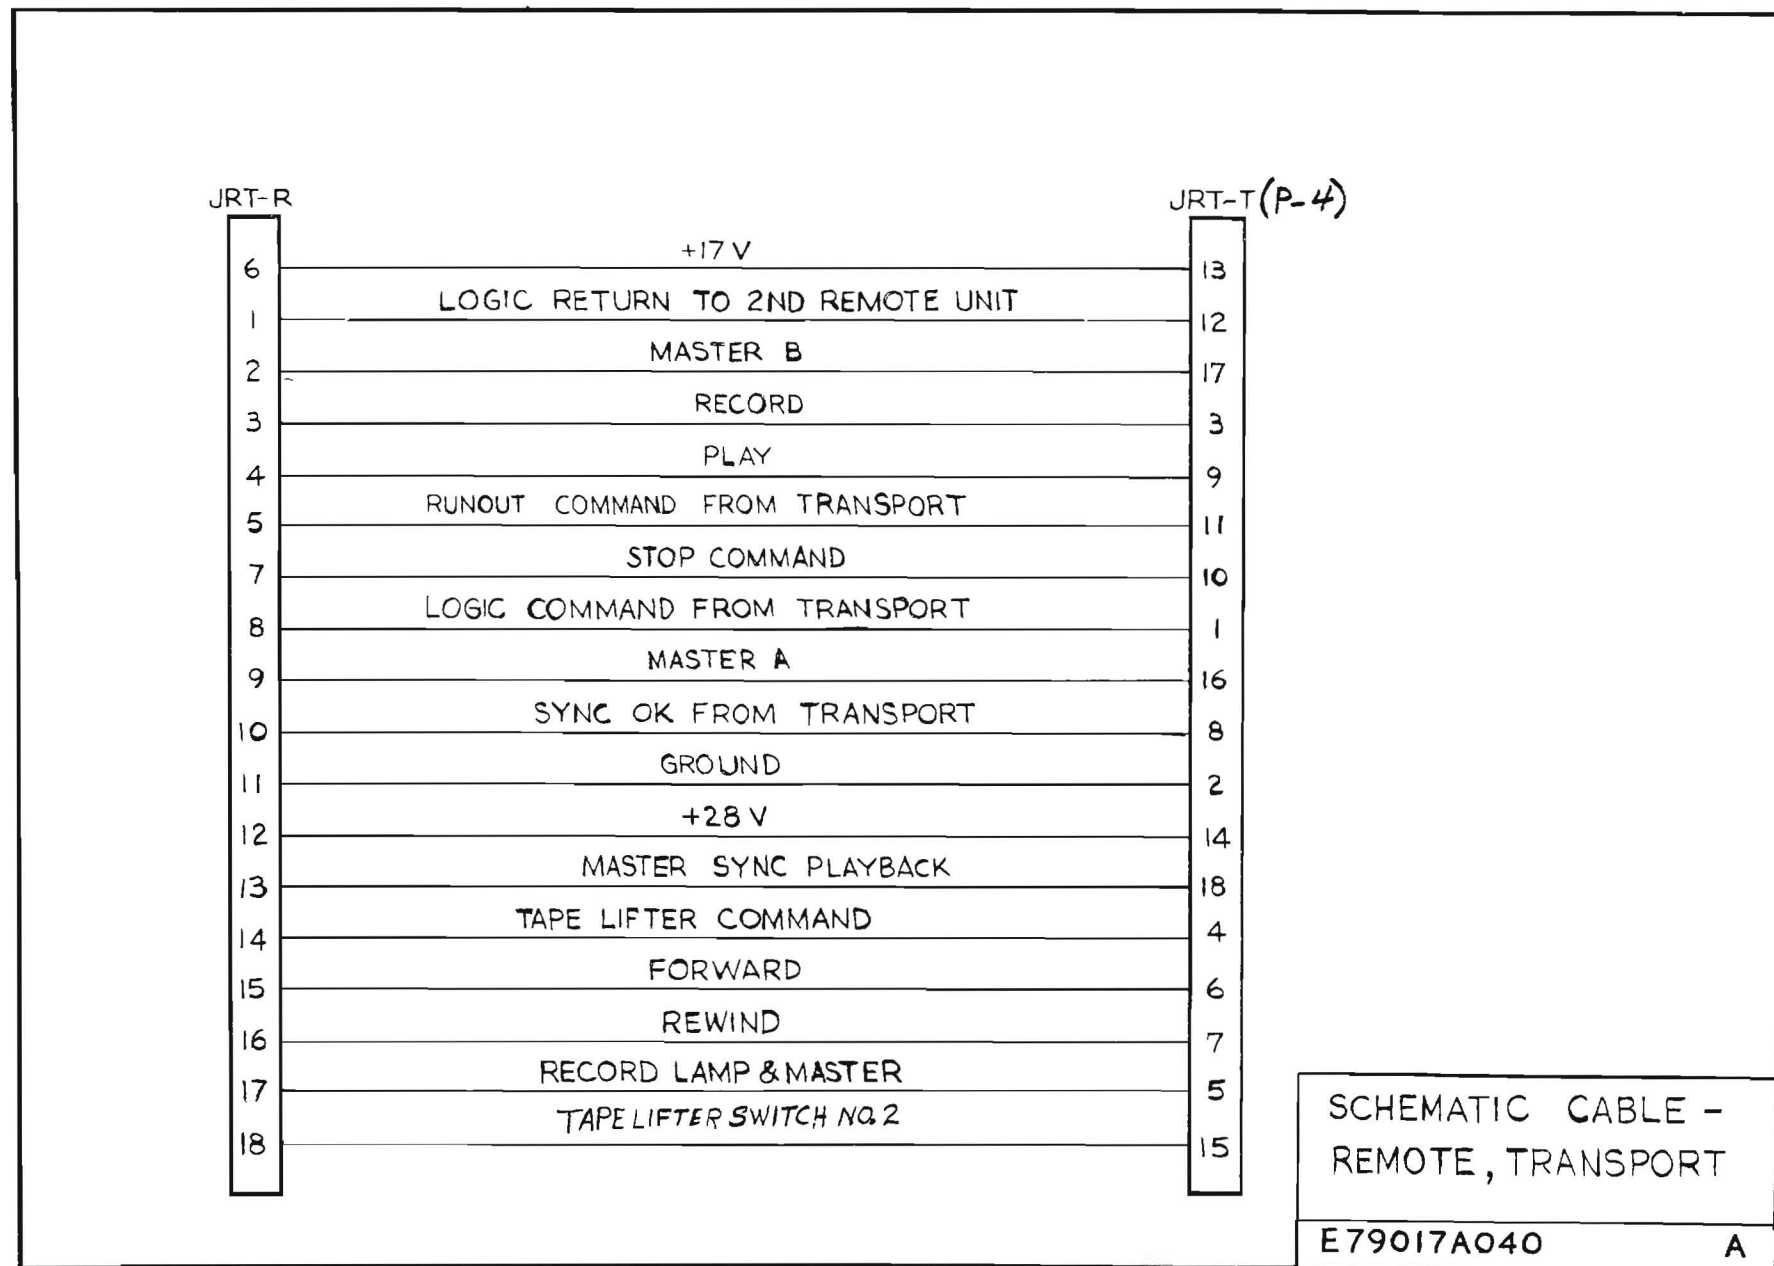 JRT-R JRT-T (P-4)
6 +17 V 13
1 LOGIC RETURN TO 2ND REMOTE UNIT 12
2 MASTER B 17
3 RECORD 3
4 PLAY 9
5 RUNOUT COMMAND FROM TRANSPORT 11
7 STOP COMMAND 10
8 LOGIC COMMAND FROM TRANSPORT 1
9 MASTER A 16
10 SYNC OK FROM TRANSPORT 8
11 GROUND 2
12 +28 V 14
13 MASTER SYNC PLAYBACK 18
14 TAPE LIFTER COMMAND 4
15 FORWARD 6
16 REWIND 7
17 RECORD LAMP & MASTER 5
18 TAPE LIFTER SWITCH NO. 2 15
SCHEMATIC CABLE -
REMOTE, TRANSPORT
E79017A040 A